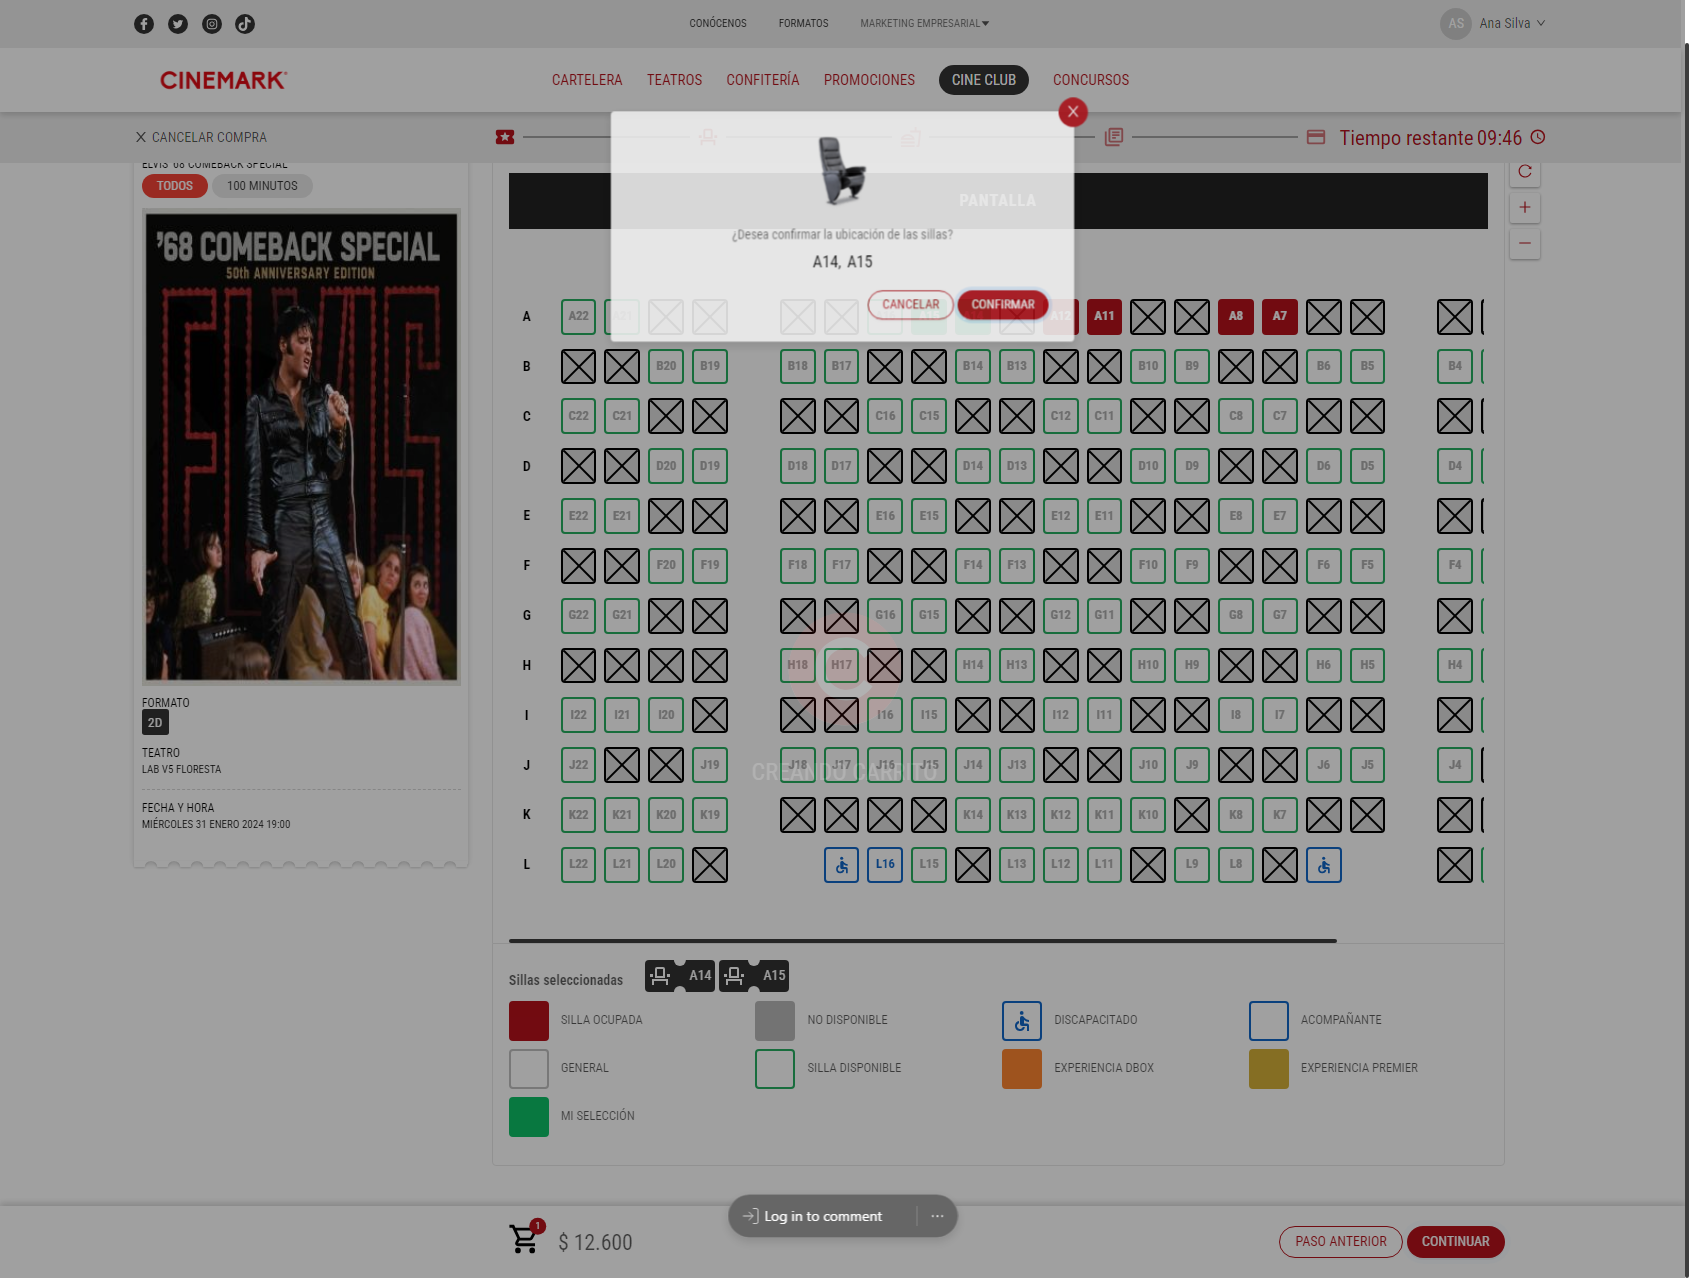 CONÓCENOS FORMATOS MARKETING EMPRESARIAL
AS Ana Silva
CINEMARK
CARTELERA TEATROS CONFITERÍA PROMOCIONES CINE CLUB CONCURSOS
X
CANCELAR COMPRA
Tiempo restante 09:46
ELVIS '68 COMEBACK SPECIAL
TODOS 100 MINUTOS
'68 COMEBACK SPECIAL
50th ANNIVERSARY EDITION
ELVIS
FORMATO
2D
TEATRO
LAB V5 FLORESTA
FECHA Y HORA
MIÉRCOLES 31 ENERO 2024 19:00
PANTALLA
¿Desea confirmar la ubicación de las sillas?
A14, A15
CANCELAR CONFIRMAR
A A22 A21 A12 A11 A8 A7
B B20 B19 B18 B17 B14 B13 B10 B9 B6 B5 B4
C C22 C21 C16 C15 C12 C11 C8 C7
D D20 D19 D18 D17 D14 D13 D10 D9 D6 D5 D4
E E22 E21 E16 E15 E12 E11 E8 E7
F F20 F19 F18 F17 F14 F13 F10 F9 F6 F5 F4
G G22 G21 G16 G15 G12 G11 G8 G7
H H18 H17 H14 H13 H10 H9 H6 H5 H4
I I22 I21 I20 I16 I15 I12 I11 I8 I7
J J22 J19 J18 J17 J16 J15 J14 J13 J10 J9 J6 J5 J4
CREANDO CARRITO
K K22 K21 K20 K19 K14 K13 K12 K11 K10 K8 K7
L L22 L21 L20 L16 L15 L13 L12 L11 L9 L8
Sillas seleccionadas A14 A15
SILLA OCUPADA NO DISPONIBLE DISCAPACITADO ACOMPAÑANTE
GENERAL SILLA DISPONIBLE EXPERIENCIA DBOX EXPERIENCIA PREMIER
MI SELECCIÓN
Log in to comment
1
$ 12.600
PASO ANTERIOR CONTINUAR